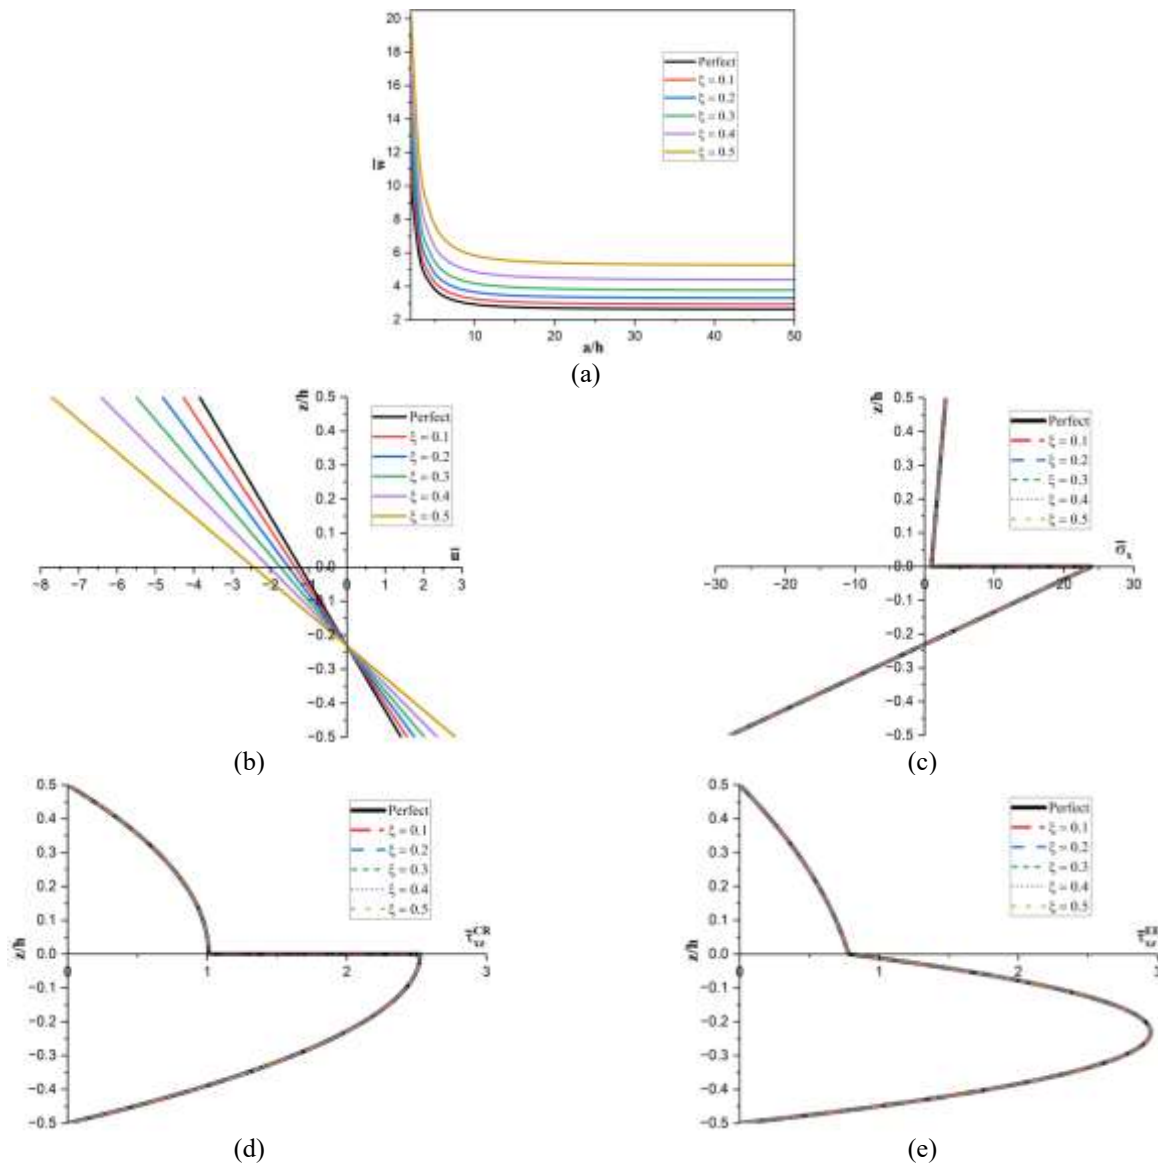 20
18
16
14
12
10
8
6
4
2
w̄
Perfect
ξ = 0.1
ξ = 0.2
ξ = 0.3
ξ = 0.4
ξ = 0.5
10 20 30 40 50
a/h
(a)
z/h
0.5
0.4
0.3
0.2
0.1
0.0
−0.1
−0.2
−0.3
−0.4
−0.5
Perfect
ξ = 0.1
ξ = 0.2
ξ = 0.3
ξ = 0.4
ξ = 0.5
ū
−8 −7 −6 −5 −4 −3 −2 −1 0 1 2 3
(b)
z/h
0.5
0.4
0.3
0.2
0.1
0.0
−0.1
−0.2
−0.3
−0.4
−0.5
Perfect
ξ = 0.1
ξ = 0.2
ξ = 0.3
ξ = 0.4
ξ = 0.5
σ̄x
−30 −20 −10 0 10 20 30
(c)
z/h
0.5
0.4
0.3
0.2
0.1
0.0
−0.1
−0.2
−0.3
−0.4
−0.5
Perfect
ξ = 0.1
ξ = 0.2
ξ = 0.3
ξ = 0.4
ξ = 0.5
0 1 2 3
(d)
z/h
0.5
0.4
0.3
0.2
0.1
0.0
−0.1
−0.2
−0.3
−0.4
−0.5
Perfect
ξ = 0.1
ξ = 0.2
ξ = 0.3
ξ = 0.4
ξ = 0.5
0 1 2 3
(e)